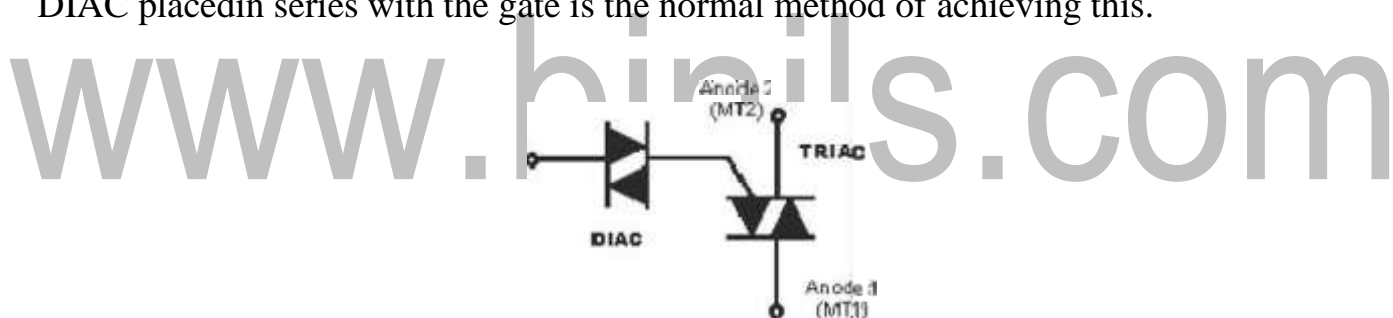 DIAC placedin series with the gate is the normal method of achieving this.
www.binils.com
Anode 2
(MT2)
TRIAC
DIAC
Anode 1
(MT1)